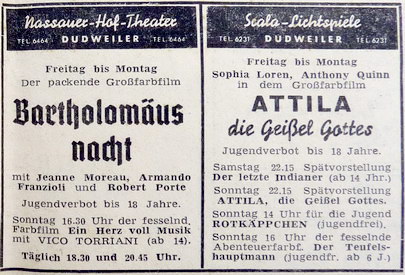 Nassauer-Hof-Theater
TEL. 6464 DUDWEILER TEL. 6464
Freitag bis Montag
Der packende Großfarbfilm
Bartholomäus
nacht
mit Jeanne Moreau, Armando
Franzioli und Robert Porte
Jugendverbot bis 18 Jahre.
Sonntag 16.30 Uhr der fesselnd.
Farbfilm Ein Herz voll Musik
mit VICO TORRIANI (ab 14).
Täglich 18.30 und 20.45 Uhr.
Scala-Lichtspiele
TEL. 6231 DUDWEILER TEL. 6231
Freitag bis Montag
Sophia Loren, Anthony Quinn
in dem Großfarbfilm
ATTILA
die Geißel Gottes
Jugendverbot bis 18 Jahre.
Samstag 22.15 Spätvorstellung
Der letzte Indianer (ab 14 Jhr.)
Sonntag 22.15 Spätvorstellung
ATTILA, die Geißel Gottes.
Sonntag 14 Uhr für die Jugend
ROTKÄPPCHEN (jugendfrei).
Sonntag 16 Uhr der fesselnde
Abenteuerfarbf. Der Teufels-
hauptmann (jugendfr. ab 6 J.)